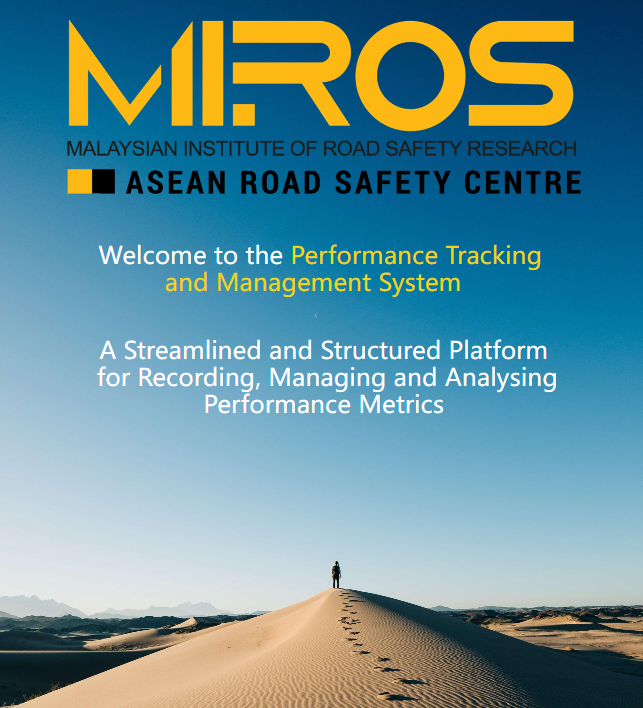 MIROS
MALAYSIAN INSTITUTE OF ROAD SAFETY RESEARCH
ASEAN ROAD SAFETY CENTRE
Welcome to the Performance Tracking
and Management System
A Streamlined and Structured Platform
for Recording, Managing and Analysing
Performance Metrics